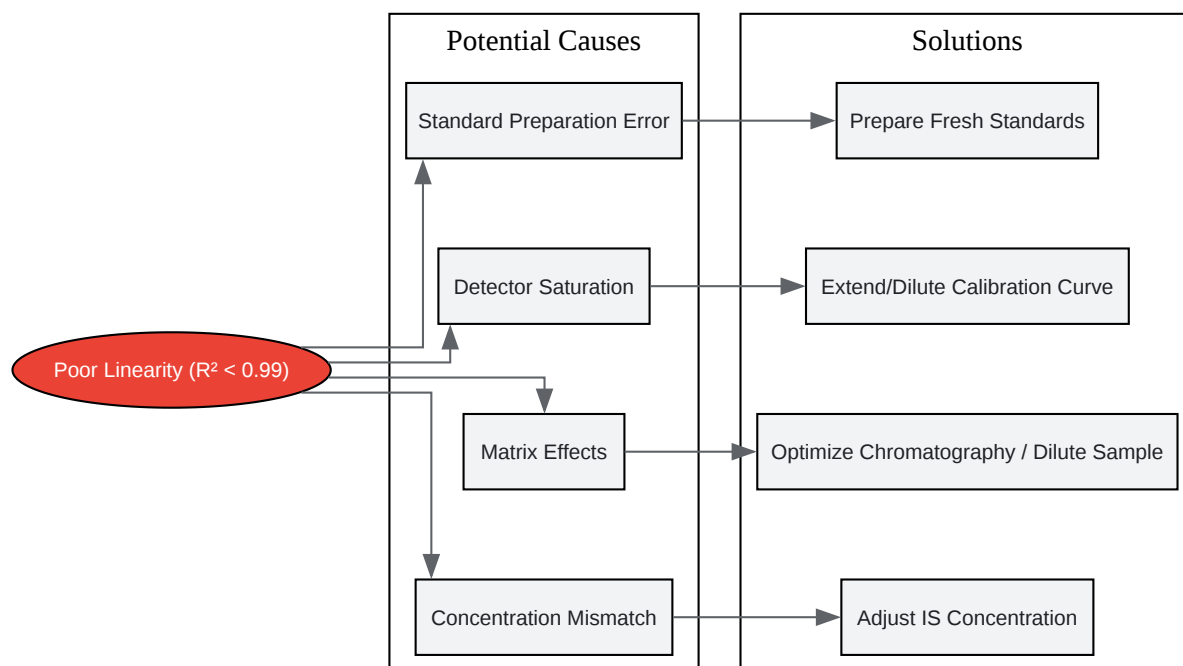 Potential Causes
Solutions
Standard Preparation Error
Prepare Fresh Standards
Detector Saturation
Extend/Dilute Calibration Curve
Poor Linearity (R² < 0.99)
Matrix Effects
Optimize Chromatography / Dilute Sample
Concentration Mismatch
Adjust IS Concentration